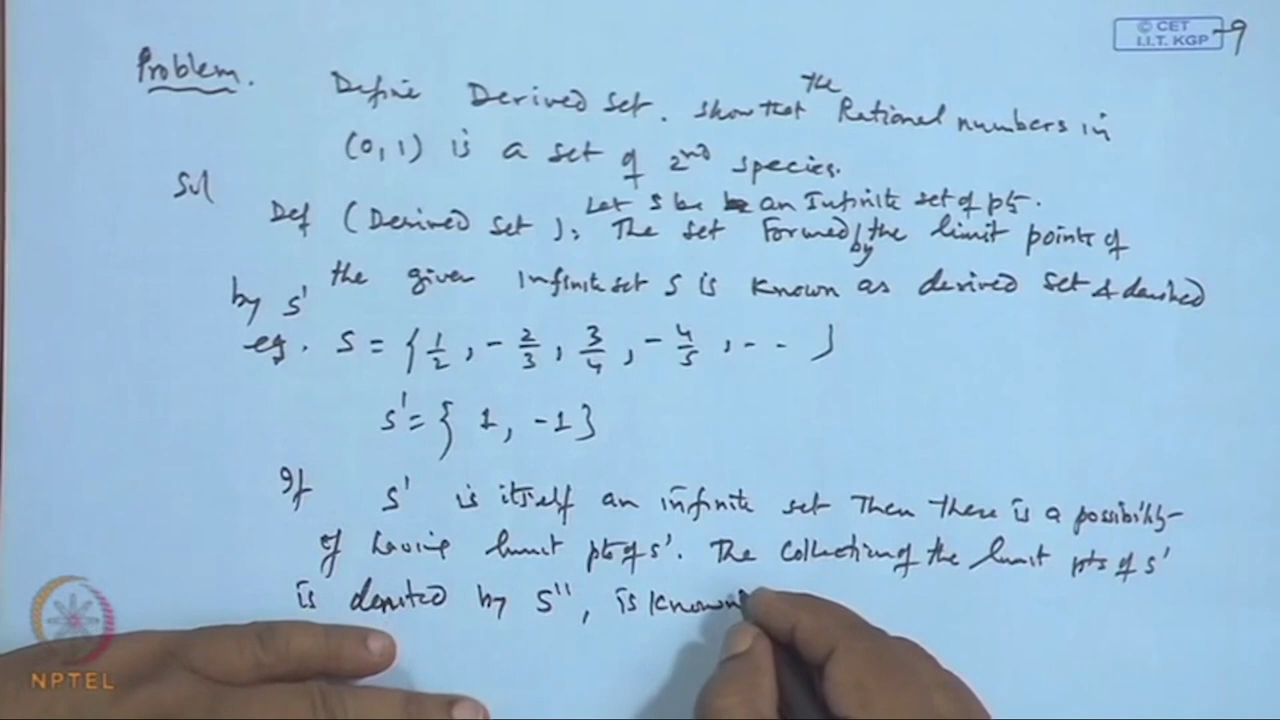 © CET
I.I.T. KGP
-9
Problem. Define Derived set. Show that the Rational numbers in
(0,1) is a set of 2nd species.
Sol
Let S be an Infinite set of pts.
Def (Derived set): The set Formed by the limit points of
the given infinite set S is known as derived set & denoted
by S'
eg. S = { 1/2, - 2/3, 3/4, - 4/5, ... }
S' = { 1, -1 }
If S' is itself an infinite set Then there is a possibility
of having limit pts of S'. The collection of the limit pts of S'
is denoted by S'', is known
NPTEL